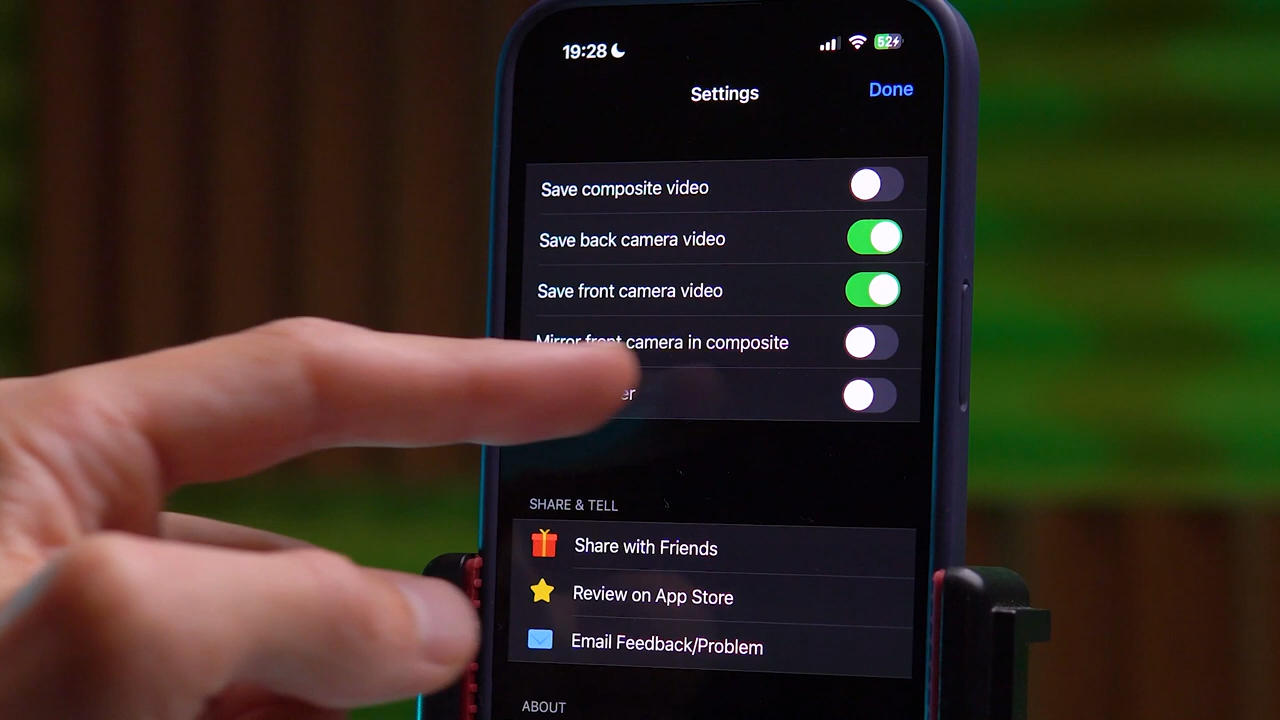 19:28
52
Settings
Done
Save composite video
Save back camera video
Save front camera video
Mirror front camera in composite
SHARE & TELL
Share with Friends
Review on App Store
Email Feedback/Problem
ABOUT